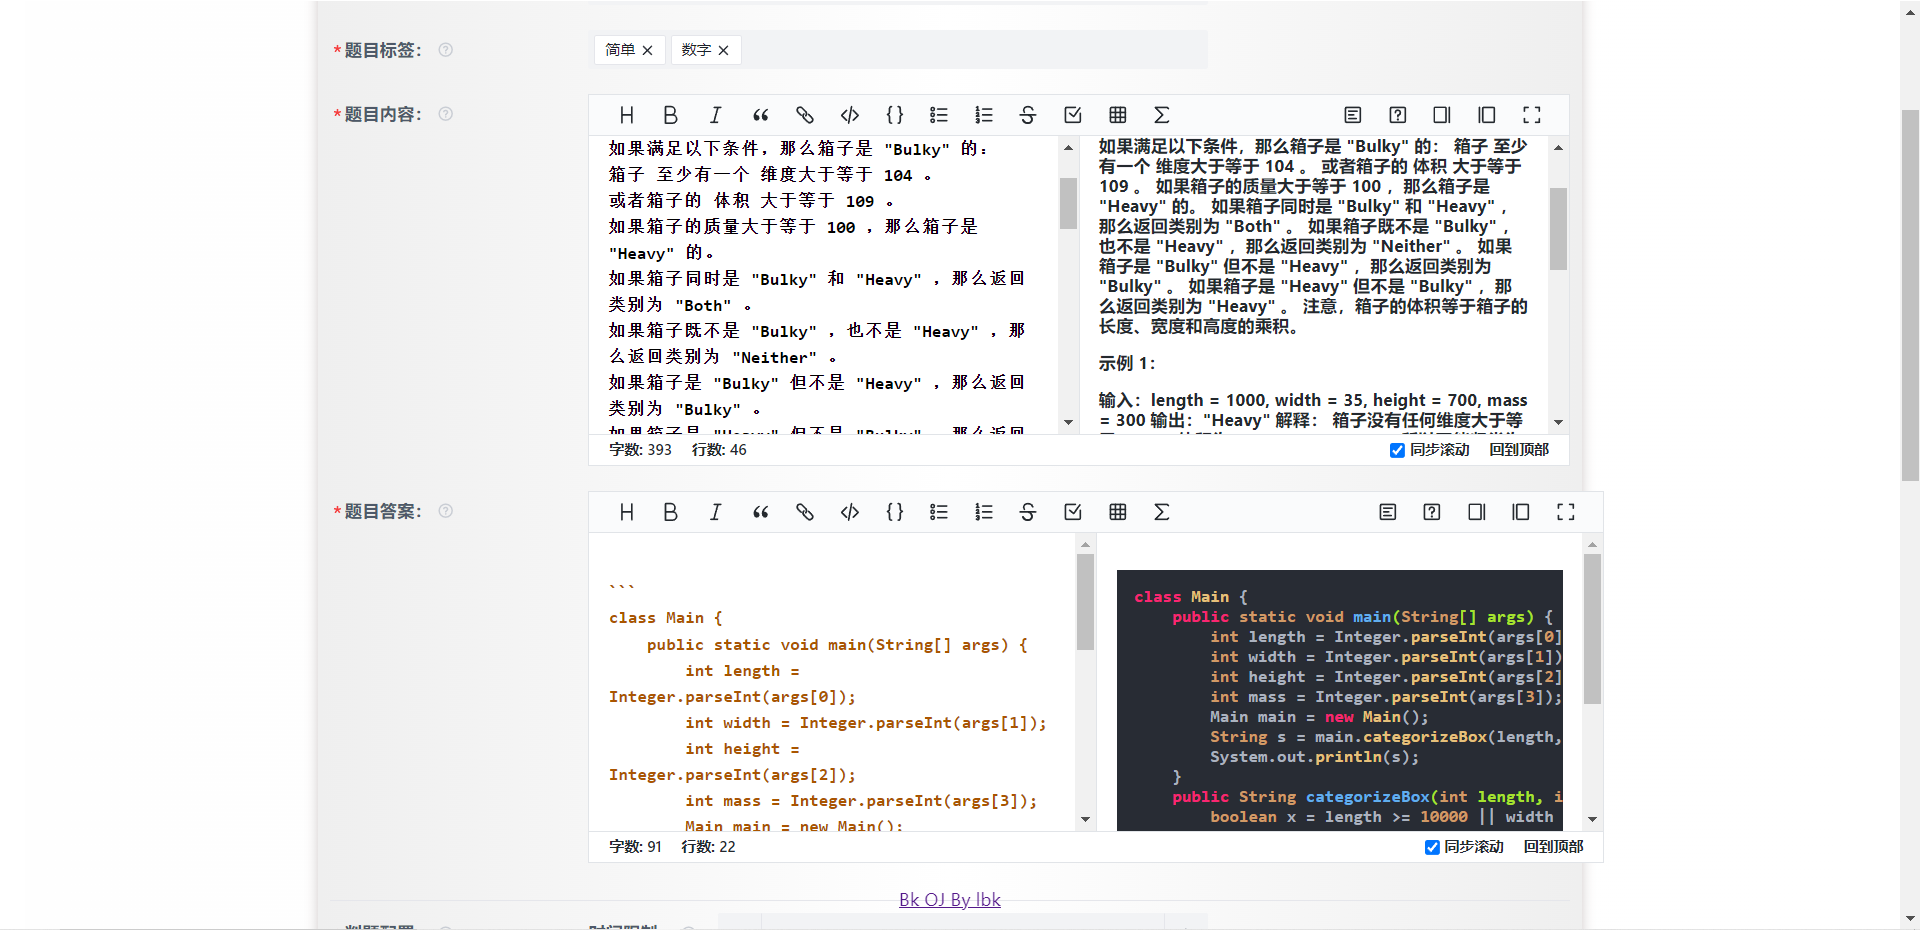 *题目标签：
简单 ×
数字 ×
*题目内容：
如果满足以下条件，那么箱子是 "Bulky" 的：
箱子 至少有一个 维度大于等于 104 。
或者箱子的 体积 大于等于 109 。
如果箱子的质量大于等于 100 ，那么箱子是
"Heavy" 的。
如果箱子同时是 "Bulky" 和 "Heavy" ，那么返回
类别为 "Both" 。
如果箱子既不是 "Bulky" ，也不是 "Heavy" ，那
么返回类别为 "Neither" 。
如果箱子是 "Bulky" 但不是 "Heavy" ，那么返回
类别为 "Bulky" 。
如果箱子是 "Heavy" 但不是 "Bulky" ，那么返回
如果满足以下条件，那么箱子是 "Bulky" 的： 箱子 至少
有一个 维度大于等于 104 。 或者箱子的 体积 大于等于
109 。 如果箱子的质量大于等于 100 ，那么箱子是
"Heavy" 的。 如果箱子同时是 "Bulky" 和 "Heavy" ，
那么返回类别为 "Both" 。 如果箱子既不是 "Bulky" ，
也不是 "Heavy" ，那么返回类别为 "Neither" 。 如果
箱子是 "Bulky" 但不是 "Heavy" ，那么返回类别为
"Bulky" 。 如果箱子是 "Heavy" 但不是 "Bulky" ，那
么返回类别为 "Heavy" 。 注意，箱子的体积等于箱子的
长度、宽度和高度的乘积。
示例 1：
输入：length = 1000, width = 35, height = 700, mass
= 300 输出："Heavy" 解释： 箱子没有任何维度大于等
字数: 393 行数: 46
同步滚动 回到顶部
*题目答案：
```
class Main {
public static void main(String[] args) {
int length =
Integer.parseInt(args[0]);
int width = Integer.parseInt(args[1]);
int height =
Integer.parseInt(args[2]);
int mass = Integer.parseInt(args[3]);
Main main = new Main();
class Main {
public static void main(String[] args) {
int length = Integer.parseInt(args[0]
int width = Integer.parseInt(args[1])
int height = Integer.parseInt(args[2]
int mass = Integer.parseInt(args[3]);
Main main = new Main();
String s = main.categorizeBox(length,
System.out.println(s);
}
public String categorizeBox(int length, i
boolean x = length >= 10000 || width
字数: 91 行数: 22
同步滚动 回到顶部
Bk OJ By lbk
判题配置
时间限制